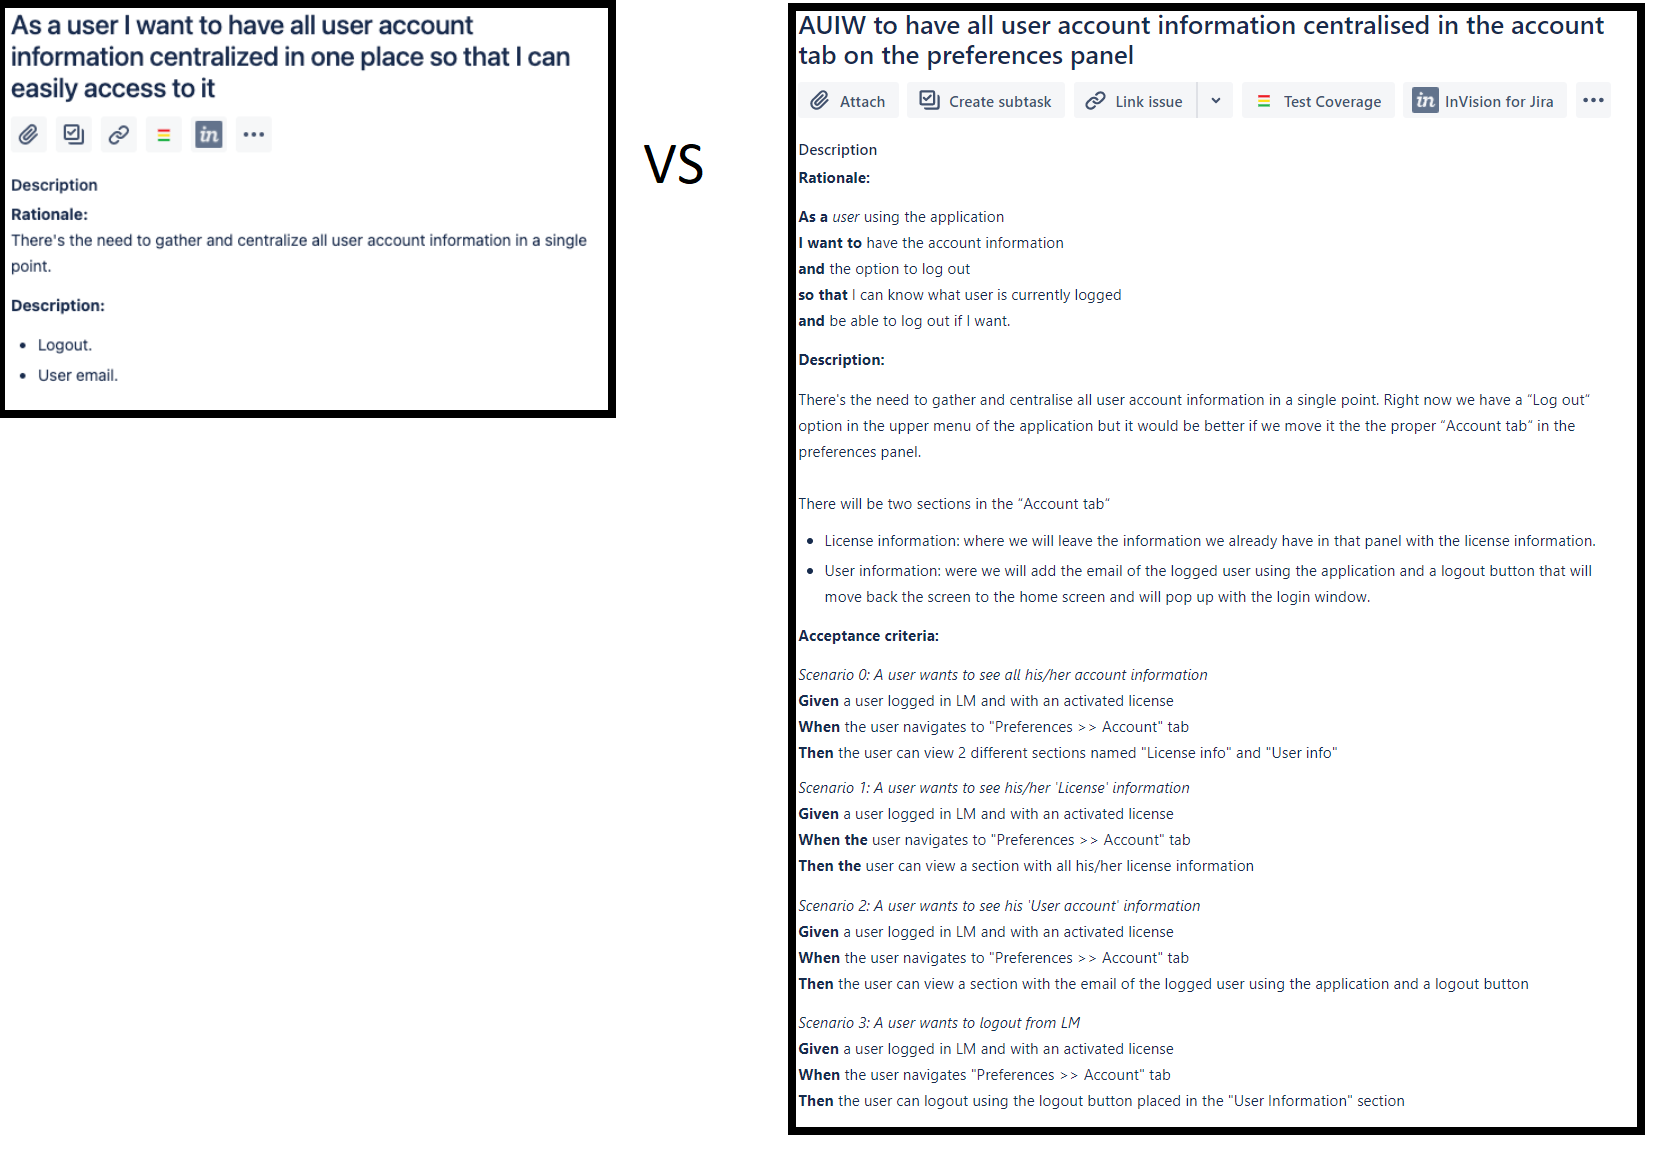 As a user I want to have all user account
information centralized in one place so that I can
easily access to it
in
Description
Rationale:
There's the need to gather and centralize all user account information in a single
point.
Description:
• Logout.
• User email.
VS
AUIW to have all user account information centralised in the account
tab on the preferences panel
Attach Create subtask Link issue Test Coverage in InVision for Jira
Description
Rationale:
As a user using the application
I want to have the account information
and the option to log out
so that I can know what user is currently logged
and be able to log out if I want.
Description:
There's the need to gather and centralise all user account information in a single point. Right now we have a “Log out“
option in the upper menu of the application but it would be better if we move it the the proper “Account tab“ in the
preferences panel.
There will be two sections in the “Account tab“
• License information: where we will leave the information we already have in that panel with the license information.
• User information: were we will add the email of the logged user using the application and a logout button that will
move back the screen to the home screen and will pop up with the login window.
Acceptance criteria:
Scenario 0: A user wants to see all his/her account information
Given a user logged in LM and with an activated license
When the user navigates to "Preferences >> Account" tab
Then the user can view 2 different sections named "License info" and "User info"
Scenario 1: A user wants to see his/her 'License' information
Given a user logged in LM and with an activated license
When the user navigates to "Preferences >> Account" tab
Then the user can view a section with all his/her license information
Scenario 2: A user wants to see his 'User account' information
Given a user logged in LM and with an activated license
When the user navigates to "Preferences >> Account" tab
Then the user can view a section with the email of the logged user using the application and a logout button
Scenario 3: A user wants to logout from LM
Given a user logged in LM and with an activated license
When the user navigates "Preferences >> Account" tab
Then the user can logout using the logout button placed in the "User Information" section